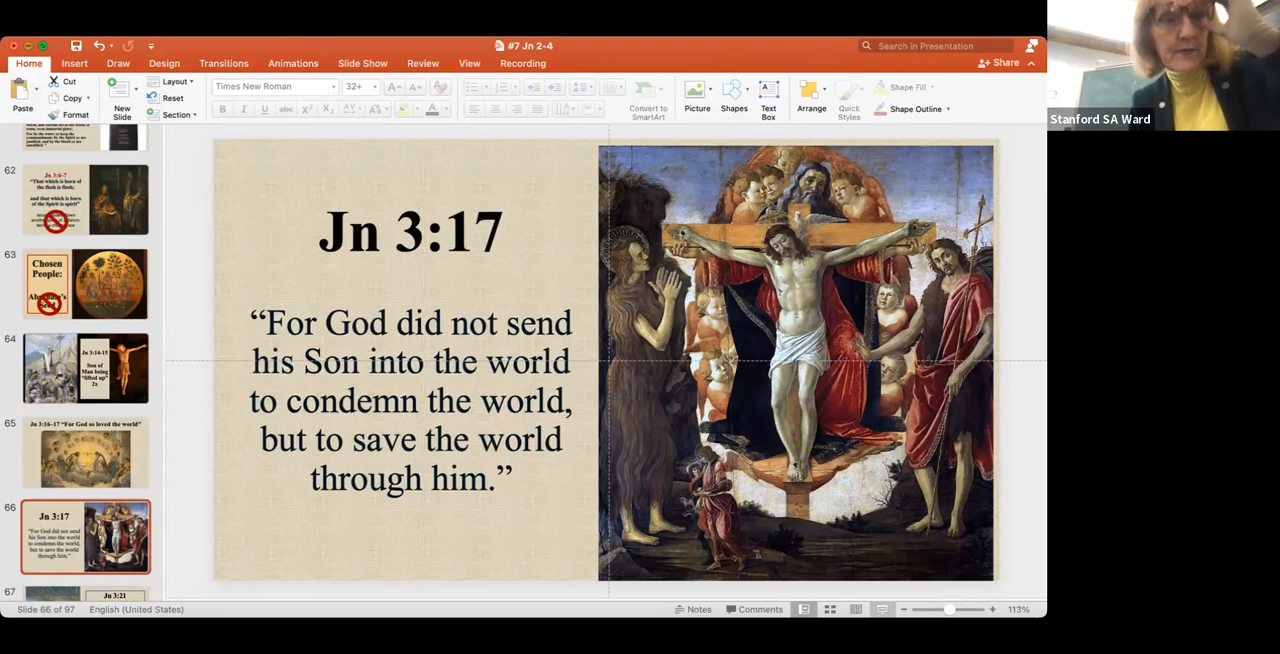 #7 Jn 2-4
Search in Presentation
Home Insert Draw Transitions Animations Slide Show Review View Recording
Share
Paste
Cut
Copy
Format
New Slide
Layout
Reset
Section
Times New Roman 32+
Convert to SmartArt
Picture
Shapes
Text Box
Arrange
Quick Styles
Shape Fill
Shape Outline
Stanford SA Ward
62
Jn 3:6-7
“That which is born of
the flesh is flesh;
and that which is born
of the Spirit is spirit”
63
Chosen
People:
64
Jn 3:14-15
Son of
Man being
“lifted up”
2x
65
Jn 3:16-17 “For God so loved the world”
66
Jn 3:17
“For God did not send
his Son into the world
to condemn the world,
but to save the world
through him.”
67
Jn 3:21
Jn 3:17
“For God did not send
his Son into the world
to condemn the world,
but to save the world
through him.”
Slide 66 of 97 English (United States) Notes Comments 113%